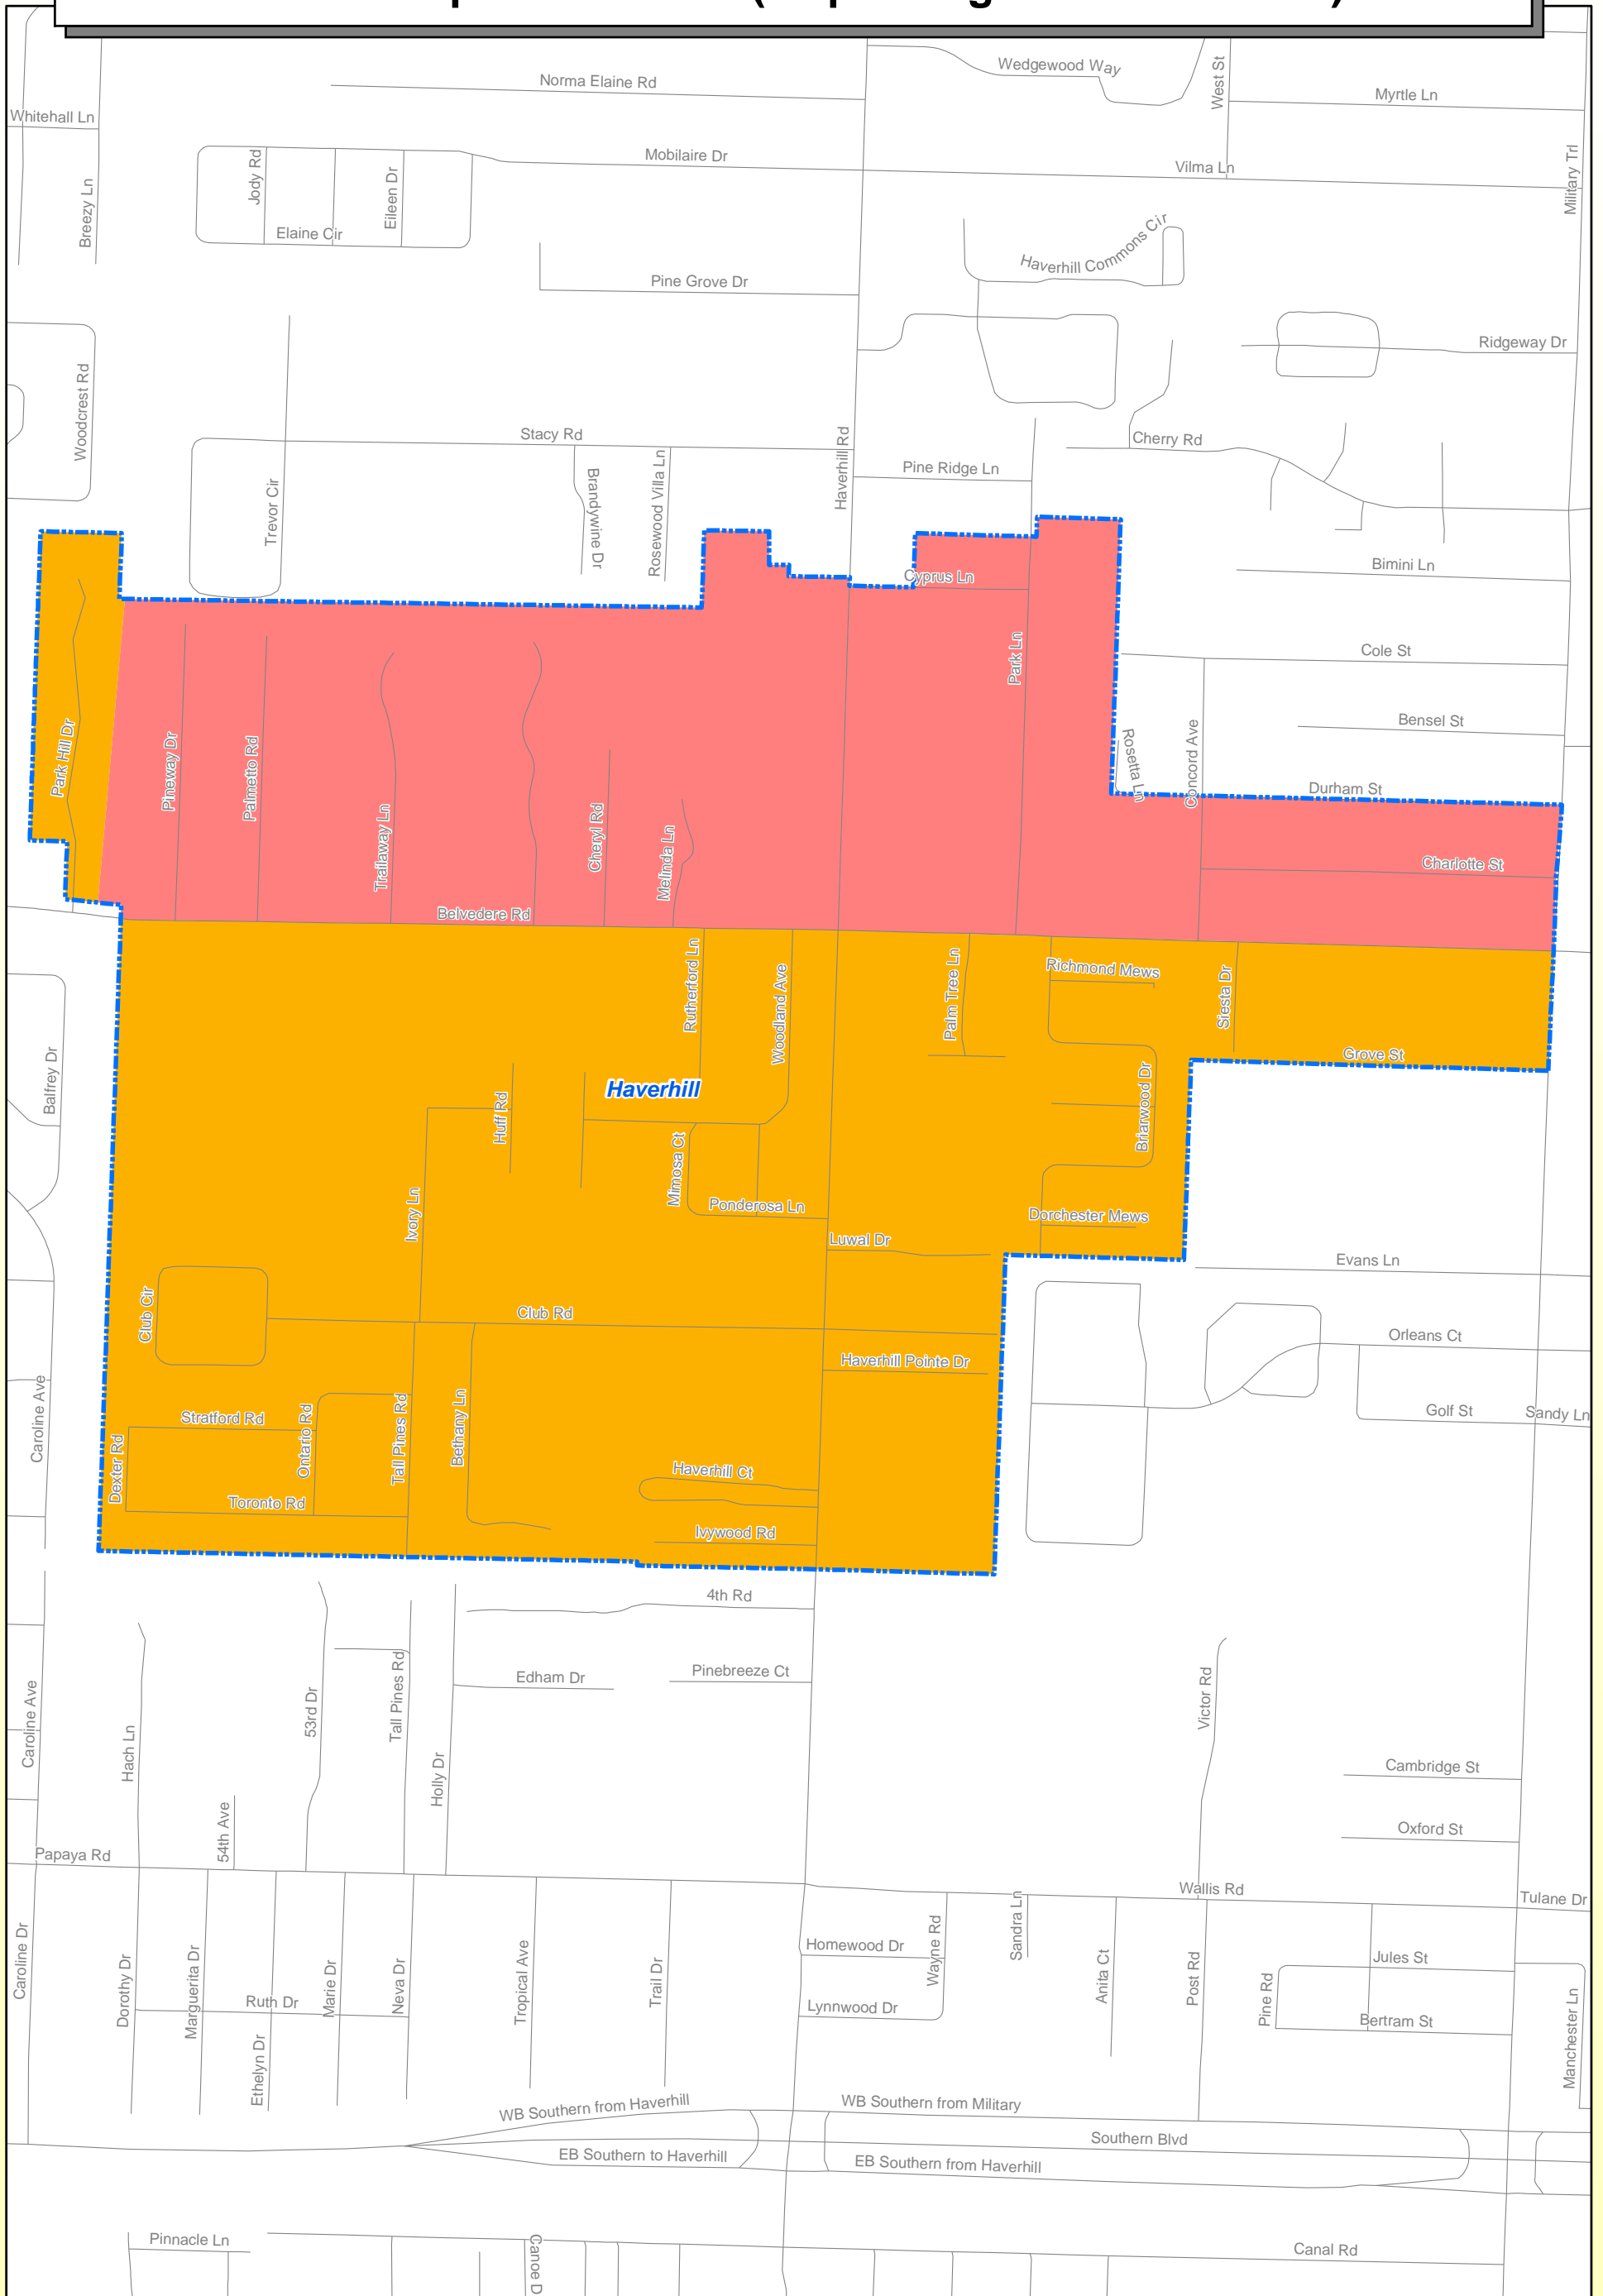 Wedgewood Way
West St
Norma Elaine Rd
Myrtle Ln
Whitehall Ln
Mobilaire Dr
Vilma Ln
Military Trl
Jody Rd
Eileen Dr
Breezy Ln
Elaine Cir
Haverhill Commons Cir
Pine Grove Dr
Ridgeway Dr
Woodcrest Rd
Stacy Rd
Cherry Rd
Haverhill Rd
Pine Ridge Ln
Trevor Cir
Brandywine Dr
Rosewood Villa Ln
Cyprus Ln
Bimini Ln
Park Ln
Cole St
Bensel St
Park Hill Dr
Pineway Dr
Palmetto Rd
Rosetta Ln
Concord Ave
Durham St
Trailaway Ln
Cheryl Rd
Melinda Ln
Charlotte St
Belvedere Rd
Rutherford Ln
Woodland Ave
Palm Tree Ln
Richmond Mews
Siesta Dr
Grove St
Balfrey Dr
Haverhill
Huff Rd
Briarwood Dr
Mimosa Ct
Ivory Ln
Ponderosa Ln
Dorchester Mews
Luwal Dr
Evans Ln
Club Cir
Club Rd
Orleans Ct
Haverhill Pointe Dr
Caroline Ave
Stratford Rd
Ontario Rd
Tall Pines Rd
Bethany Ln
Golf St
Sandy Ln
Dexter Rd
Haverhill Ct
Toronto Rd
Ivywood Rd
4th Rd
Edham Dr
Pinebreeze Ct
Caroline Ave
Hach Ln
53rd Dr
Tall Pines Rd
Holly Dr
Victor Rd
Cambridge St
54th Ave
Oxford St
Papaya Rd
Wallis Rd
Tulane Dr
Caroline Dr
Dorothy Dr
Marguerita Dr
Ethelyn Dr
Ruth Dr
Marie Dr
Neva Dr
Tropical Ave
Trail Dr
Homewood Dr
Wayne Rd
Sandra Ln
Anita Ct
Post Rd
Pine Rd
Jules St
Lynnwood Dr
Bertram St
Manchester Ln
WB Southern from Haverhill
WB Southern from Military
Southern Blvd
EB Southern to Haverhill
EB Southern from Haverhill
Pinnacle Ln
Canoe D
Canal Rd